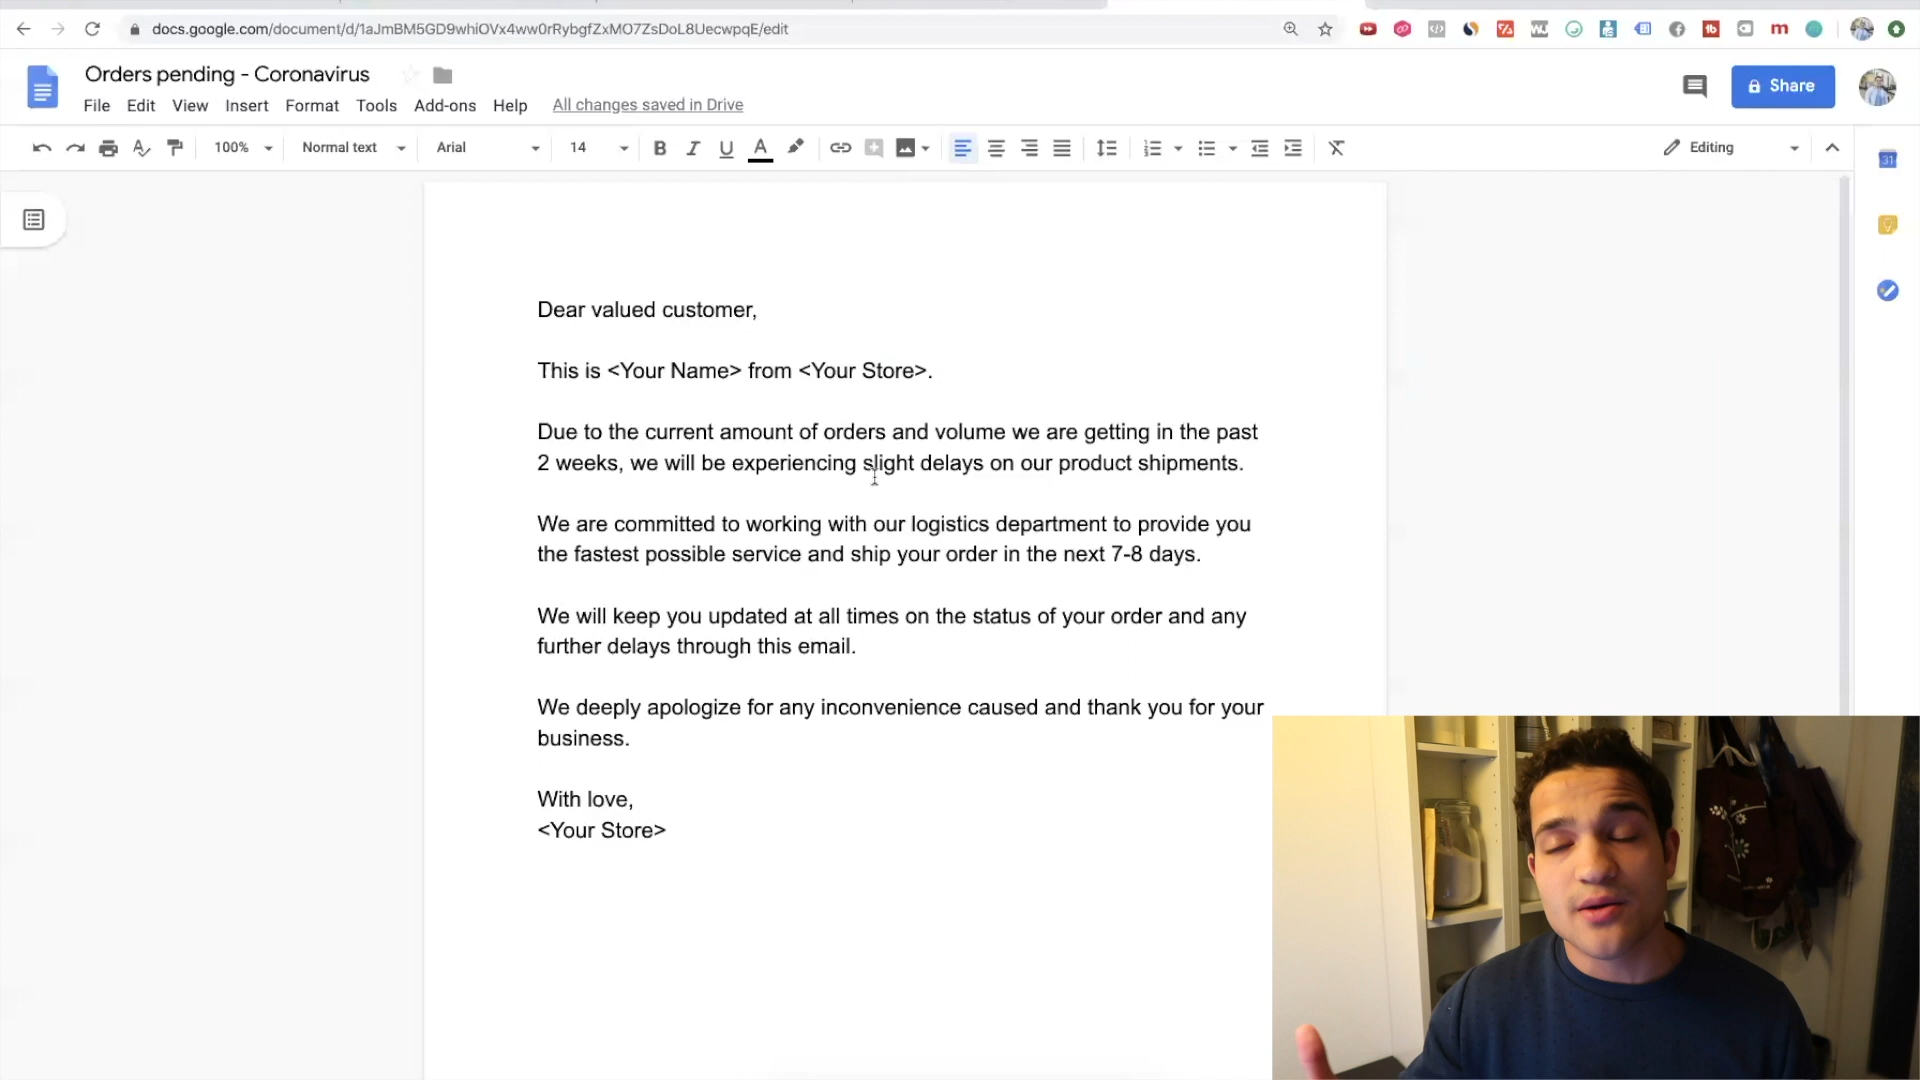 docs.google.com/document/d/1aJmBM5GD9whiOVx4ww0rRybgfZxMO7ZsDoL8UecwpqE/edit
Orders pending - Coronavirus
File Edit View Insert Format Tools Add-ons Help All changes saved in Drive
Share
100% Normal text Arial 14 B I U A Editing
31
Dear valued customer,
This is <Your Name> from <Your Store>.
Due to the current amount of orders and volume we are getting in the past
2 weeks, we will be experiencing slight delays on our product shipments.
We are committed to working with our logistics department to provide you
the fastest possible service and ship your order in the next 7-8 days.
We will keep you updated at all times on the status of your order and any
further delays through this email.
We deeply apologize for any inconvenience caused and thank you for your
business.
With love,
<Your Store>